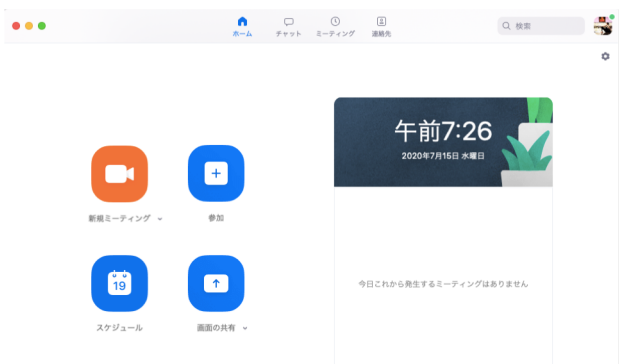 ホーム
チャット
ミーティング
連絡先
検索
午前7:26
2020年7月15日 水曜日
新規ミーティング
参加
19
スケジュール
画面の共有
今日これから発生するミーティングはありません